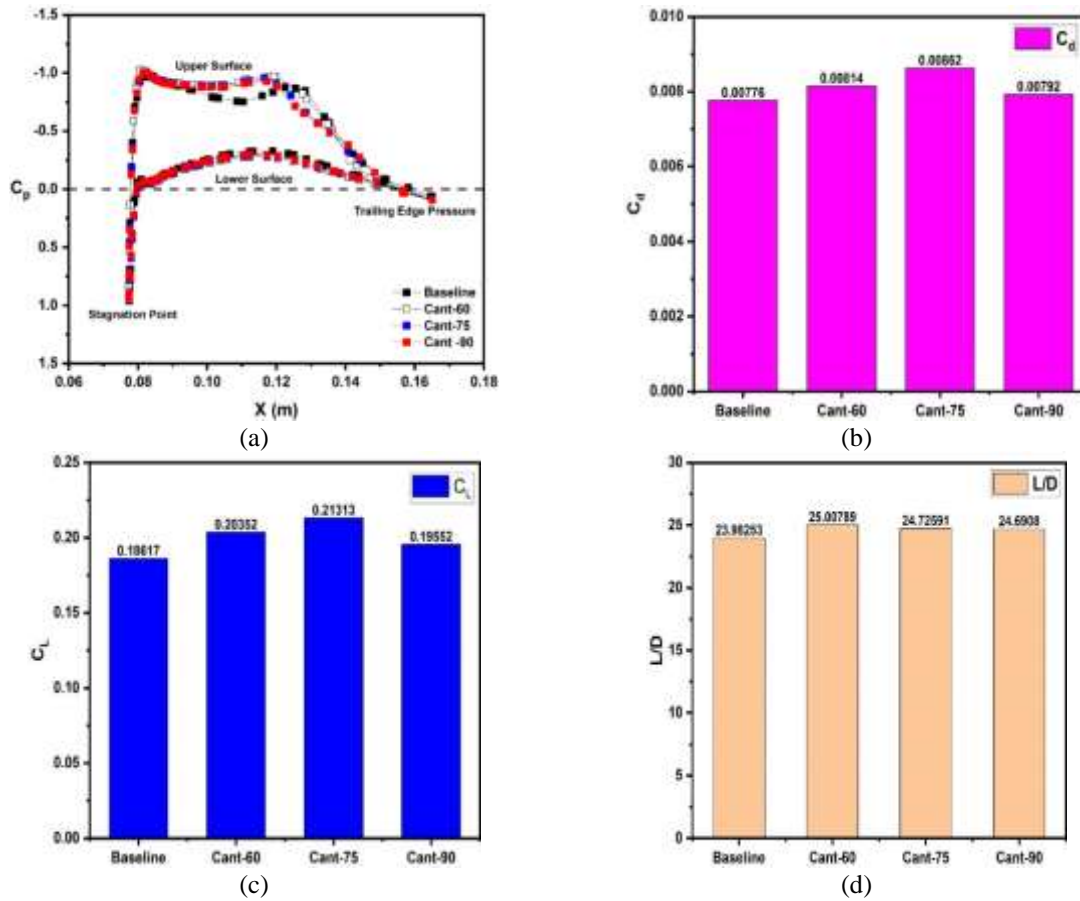 -1.5
-1.0
-0.5
0.0
0.5
1.0
1.5
C_p
Upper Surface
Lower Surface
Trailing Edge Pressure
Stagnation Point
Baseline
Cant-60
Cant-75
Cant -90
0.06 0.08 0.10 0.12 0.14 0.16 0.18
X (m)
(a)
0.010
0.008
0.006
0.004
0.002
0.000
C_d
C_d
0.00776 0.00814 0.00862 0.00792
Baseline Cant-60 Cant-75 Cant-90
(b)
0.25
0.20
0.15
0.10
0.05
0.00
C_L
C_L
0.18617 0.20352 0.21313 0.19552
Baseline Cant-60 Cant-75 Cant-90
(c)
30
25
20
15
10
5
0
L/D
L/D
23.98253 25.00789 24.72591 24.6908
Baseline Cant-60 Cant-75 Cant-90
(d)